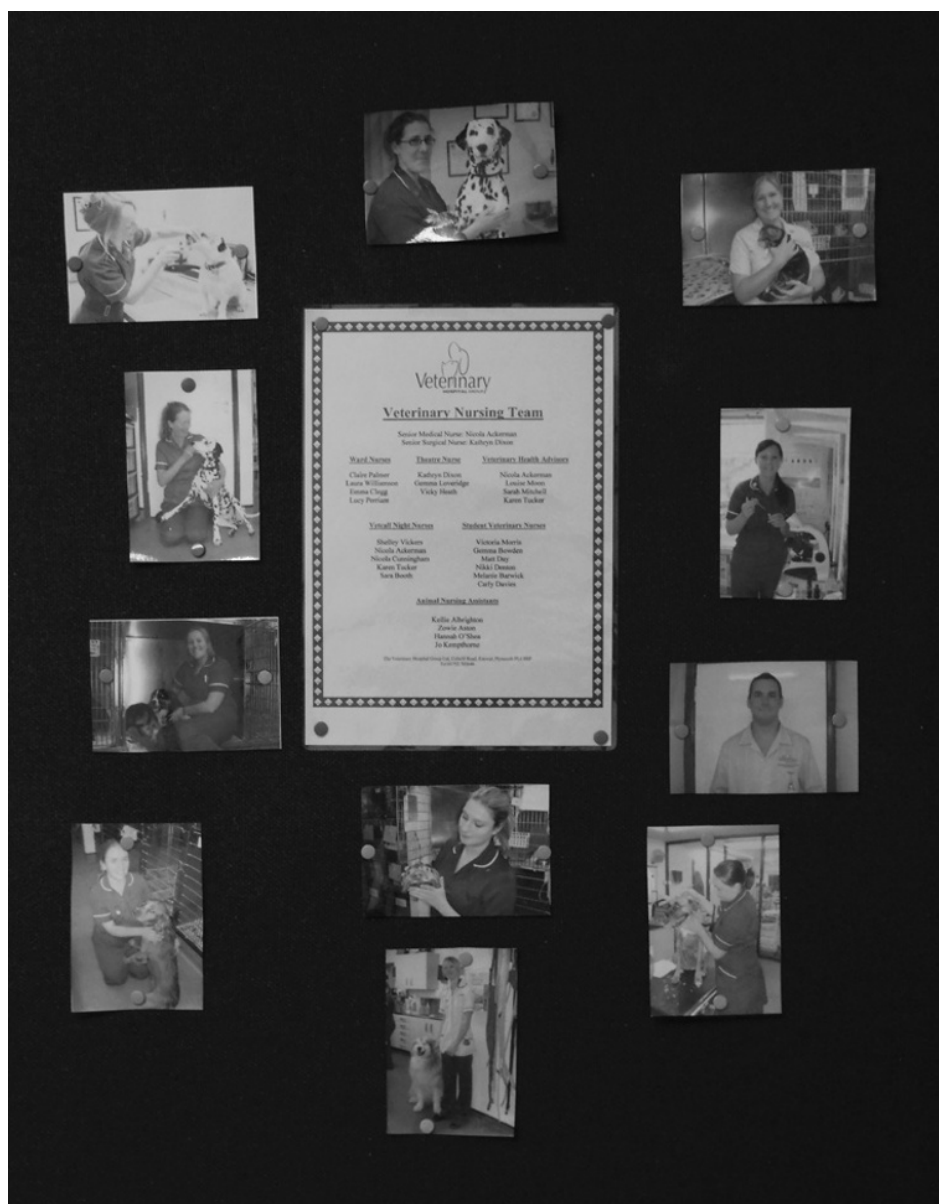 Veterinary
Veterinary Nursing Team
Senior Medical Nurse: Nicola Ackerman
Senior Surgical Nurse: Kathryn Dixon
Ward Nurses
Claire Palmer
Laura Williamson
Emma Clegg
Theatre Nurse
Kathryn Dixon
Gemma Loveridge
Vicky Heath
Veterinary Health Advisors
Nicola Ackerman
Louise Moon
Sarah Mitchell
Karen Tucker
Vetcall Night Nurses
Shelley Vickers
Nicola Ackerman
Nicola Cunningham
Karen Tucker
Sara Booth
Student Veterinary Nurses
Victoria Morris
Gemma Bowden
Matt Day
Nikki Denton
Melanie Barwick
Carly Davies
Animal Nursing Assistants
Kellie Albrighton
Zowie Aston
Hannah O'Shea
Jo Kempthorne